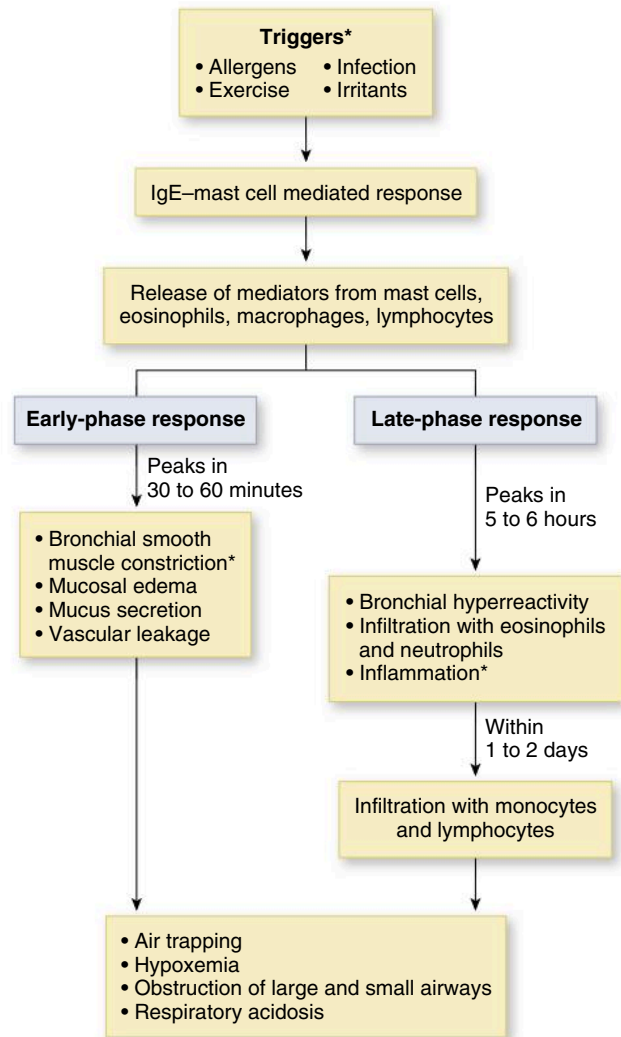 Triggers*
• Allergens • Infection
• Exercise • Irritants
IgE–mast cell mediated response
Release of mediators from mast cells,
eosinophils, macrophages, lymphocytes
Early-phase response
Late-phase response
Peaks in
30 to 60 minutes
Peaks in
5 to 6 hours
• Bronchial smooth
muscle constriction*
• Mucosal edema
• Mucus secretion
• Vascular leakage
• Bronchial hyperreactivity
• Infiltration with eosinophils
and neutrophils
• Inflammation*
Within
1 to 2 days
Infiltration with monocytes
and lymphocytes
• Air trapping
• Hypoxemia
• Obstruction of large and small airways
• Respiratory acidosis